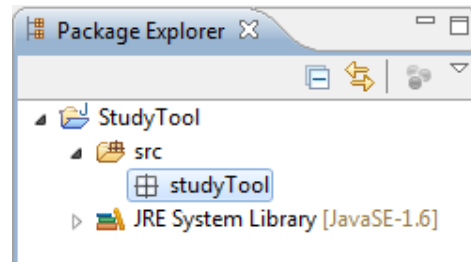 Package Explorer
StudyTool
src
studyTool
JRE System Library [JavaSE-1.6]